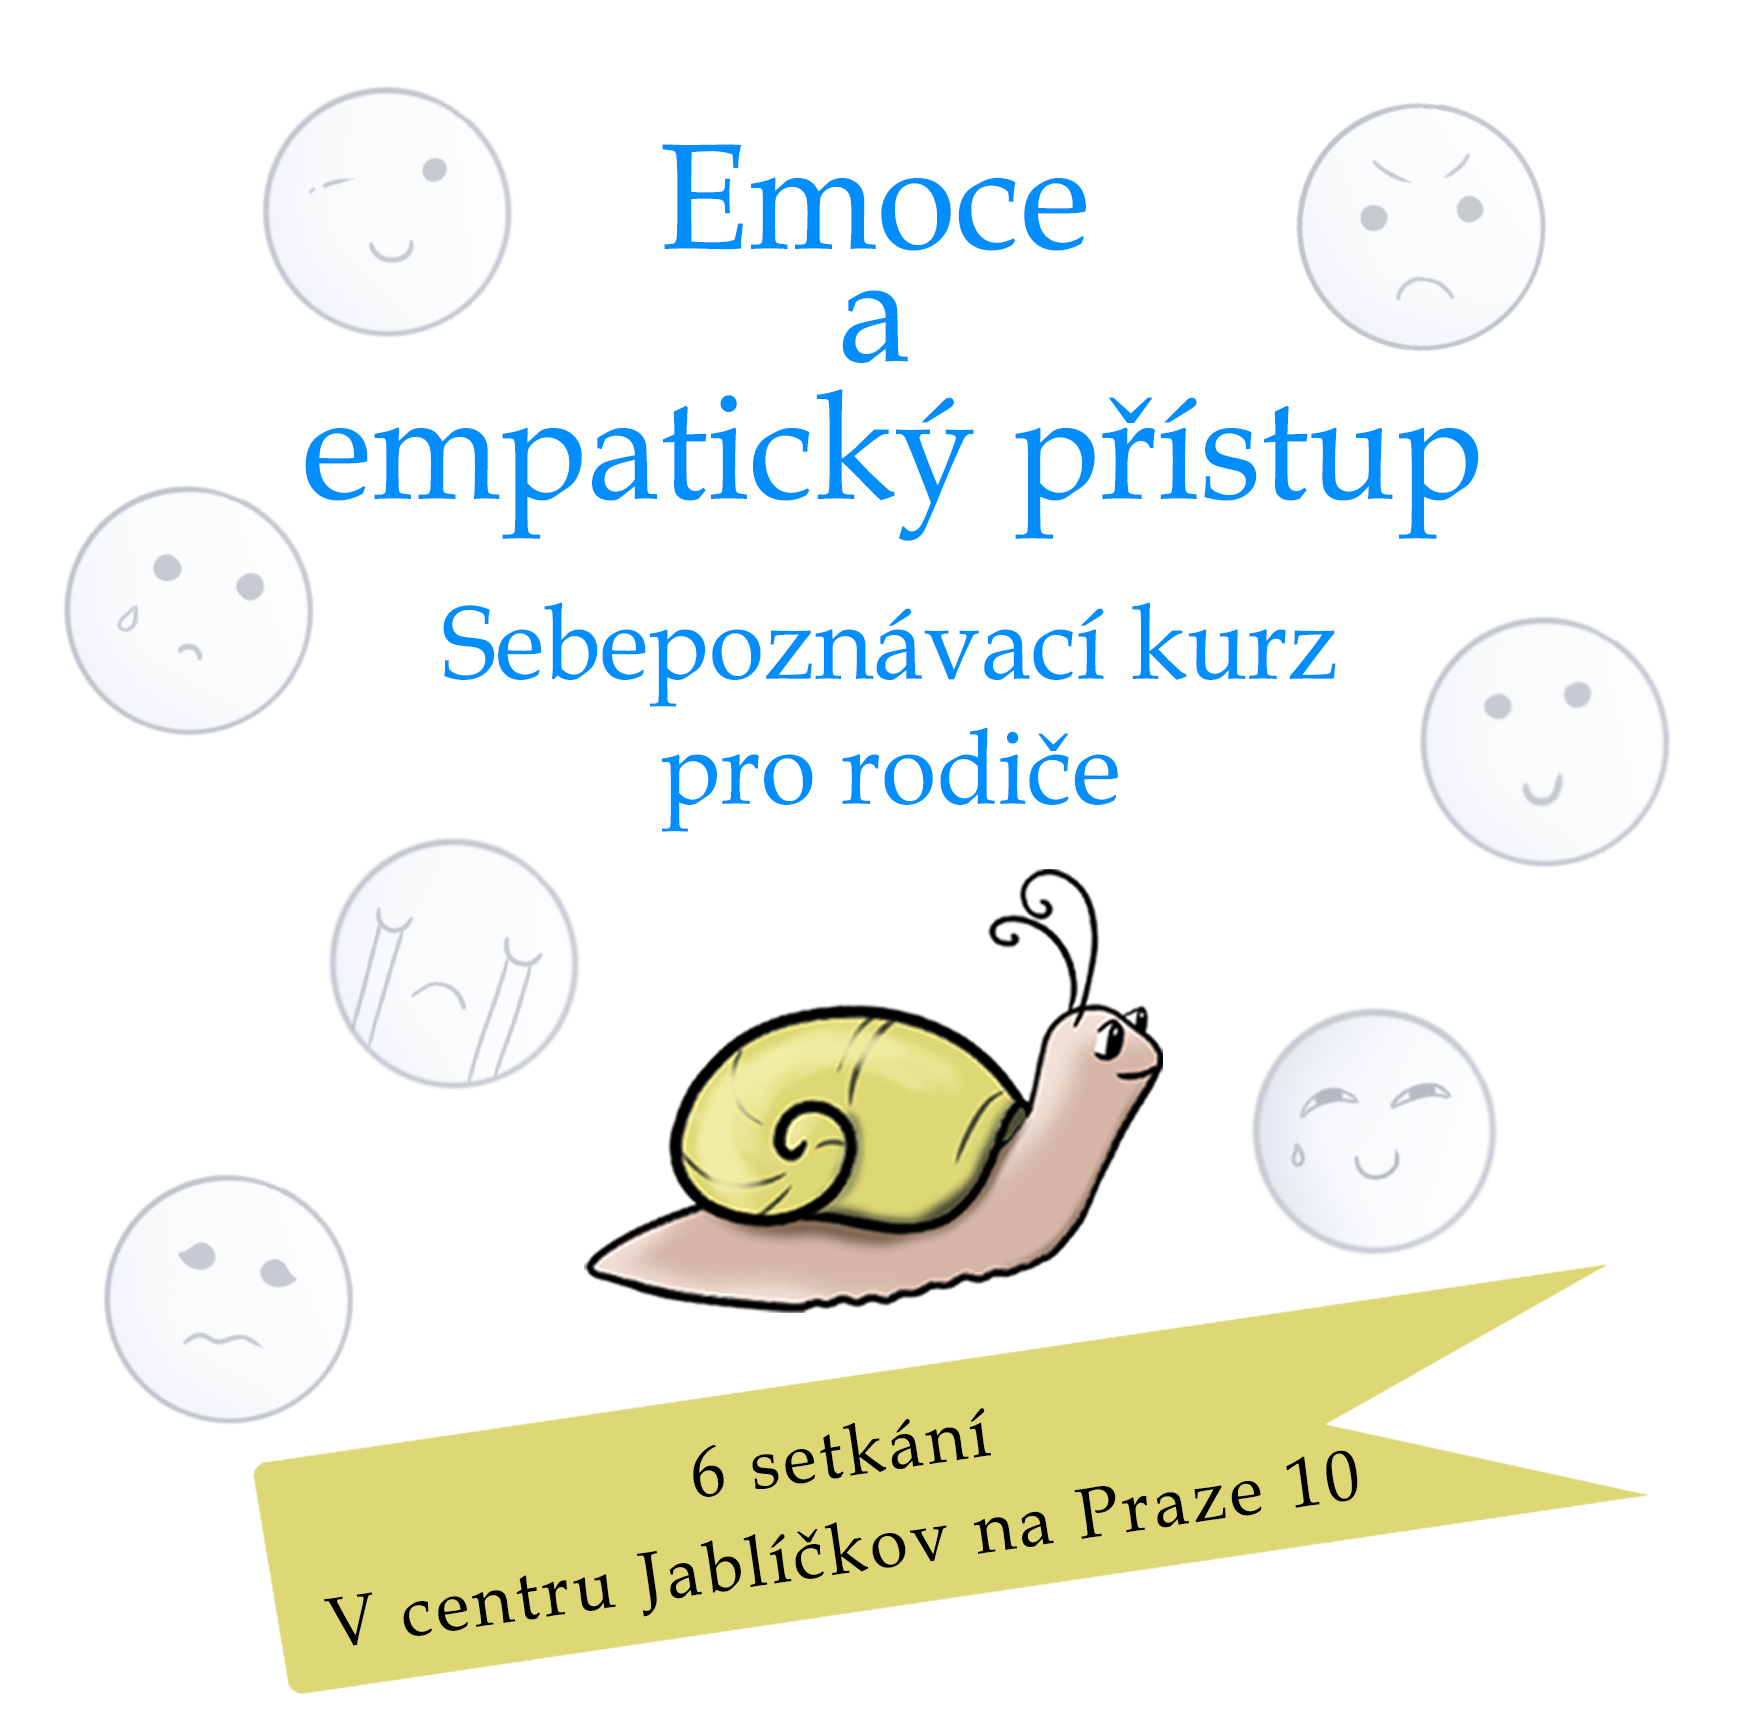 Emoce
a
empatický přístup
Sebepoznávací kurz
pro rodiče
6 setkání
V centru Jablíčkov na Praze 10